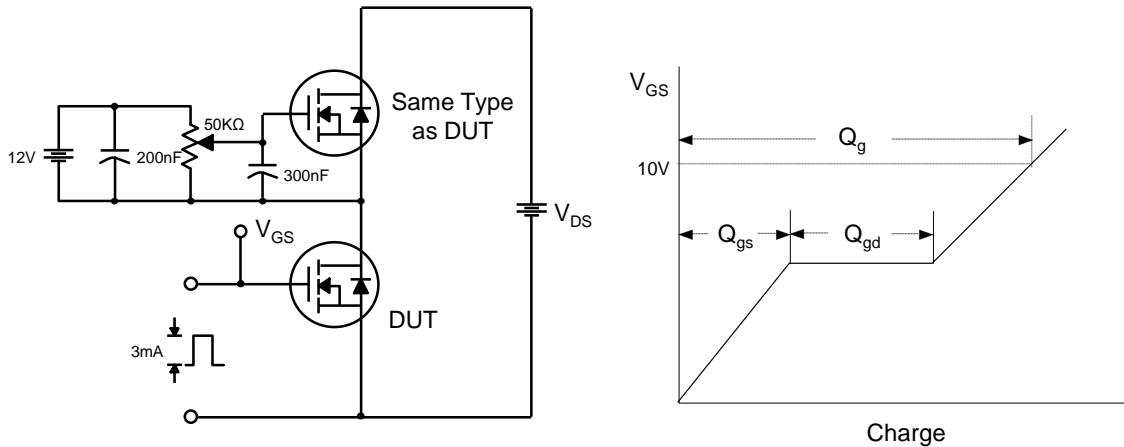 Same Type
as DUT
50KΩ
12V
200nF
300nF
V_GS
V_DS
DUT
3mA
V_GS
Q_g
10V
Q_gs
Q_gd
Charge